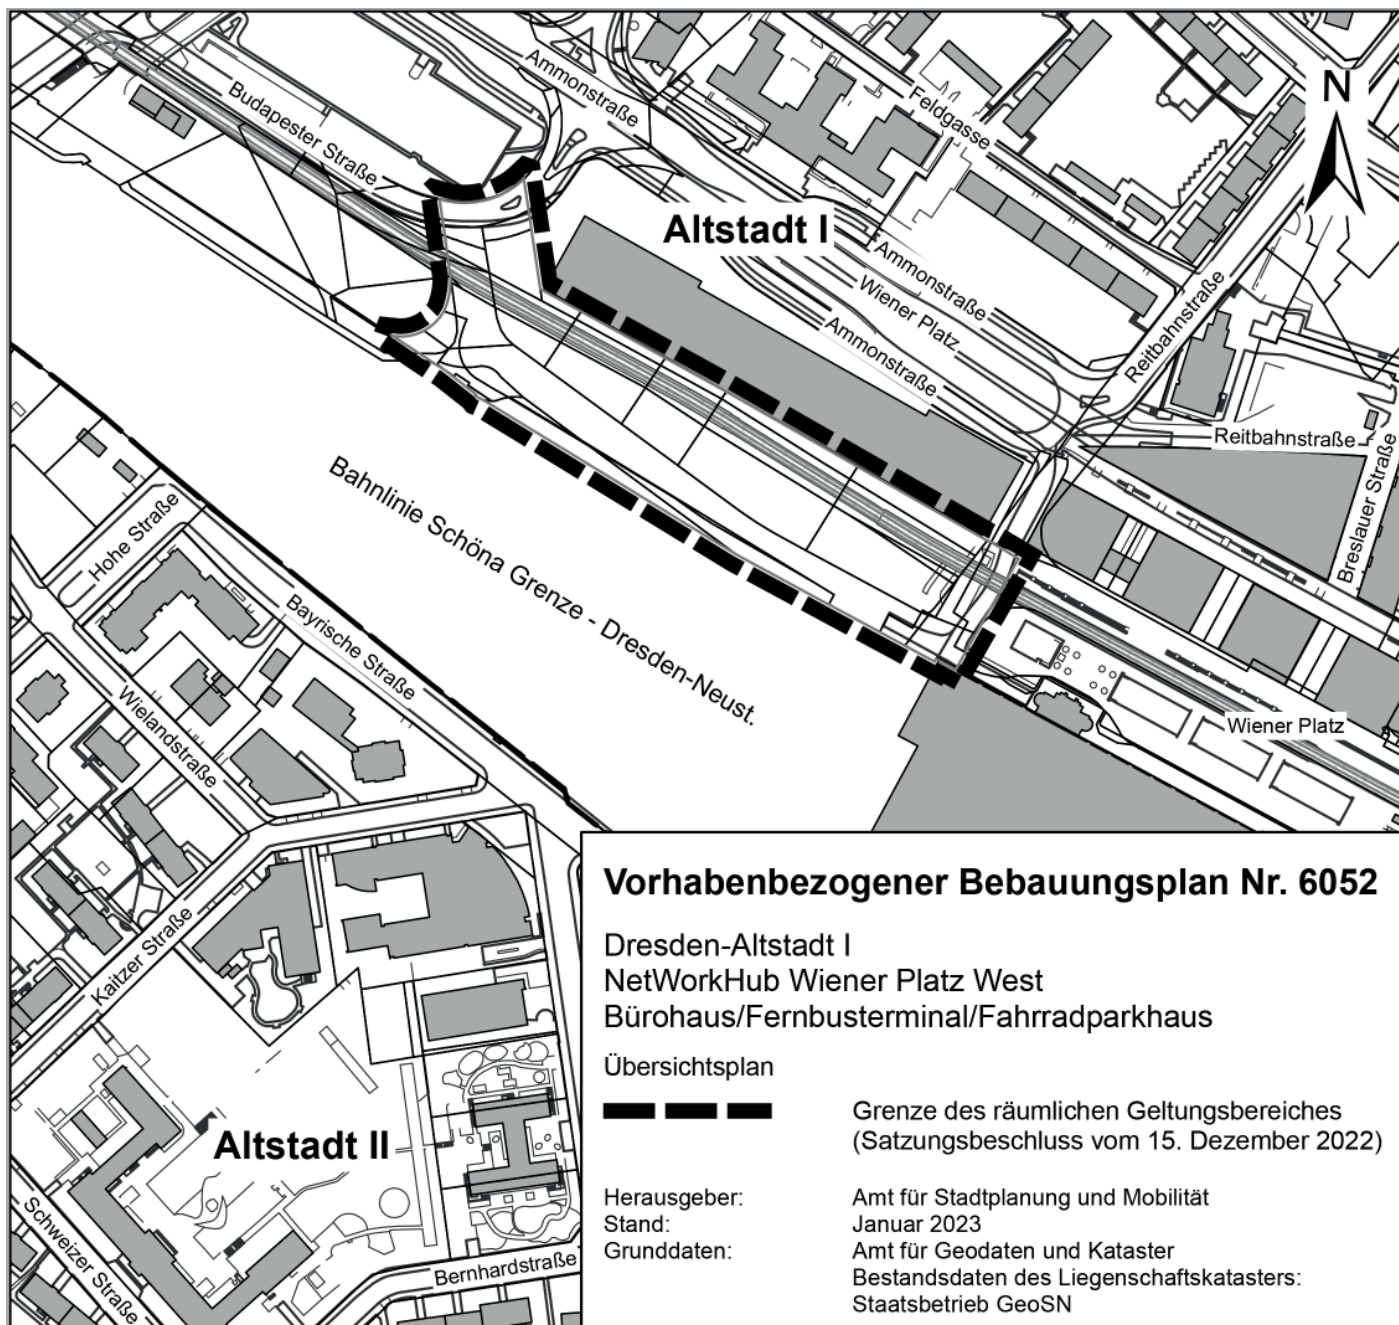 Ammonstraße
Feldgasse
N
Budapester Straße
Altstadt I
Ammonstraße
Wiener Platz
Ammonstraße
Reitbahnstraße
Reitbahnstraße
Breslauer Straße
Bahnlinie Schöna Grenze - Dresden-Neust.
Hohe Straße
Bayrische Straße
Wielandstraße
Wiener Platz
Kaitzer Straße
Altstadt II
Schweizer Straße
Bernhardstraße
Vorhabenbezogener Bebauungsplan Nr. 6052
Dresden-Altstadt I
NetWorkHub Wiener Platz West
Bürohaus/Fernbusterminal/Fahrradparkhaus
Übersichtsplan
Grenze des räumlichen Geltungsbereiches
(Satzungsbeschluss vom 15. Dezember 2022)
Herausgeber: Amt für Stadtplanung und Mobilität
Stand: Januar 2023
Grunddaten: Amt für Geodaten und Kataster
Bestandsdaten des Liegenschaftskatasters:
Staatsbetrieb GeoSN